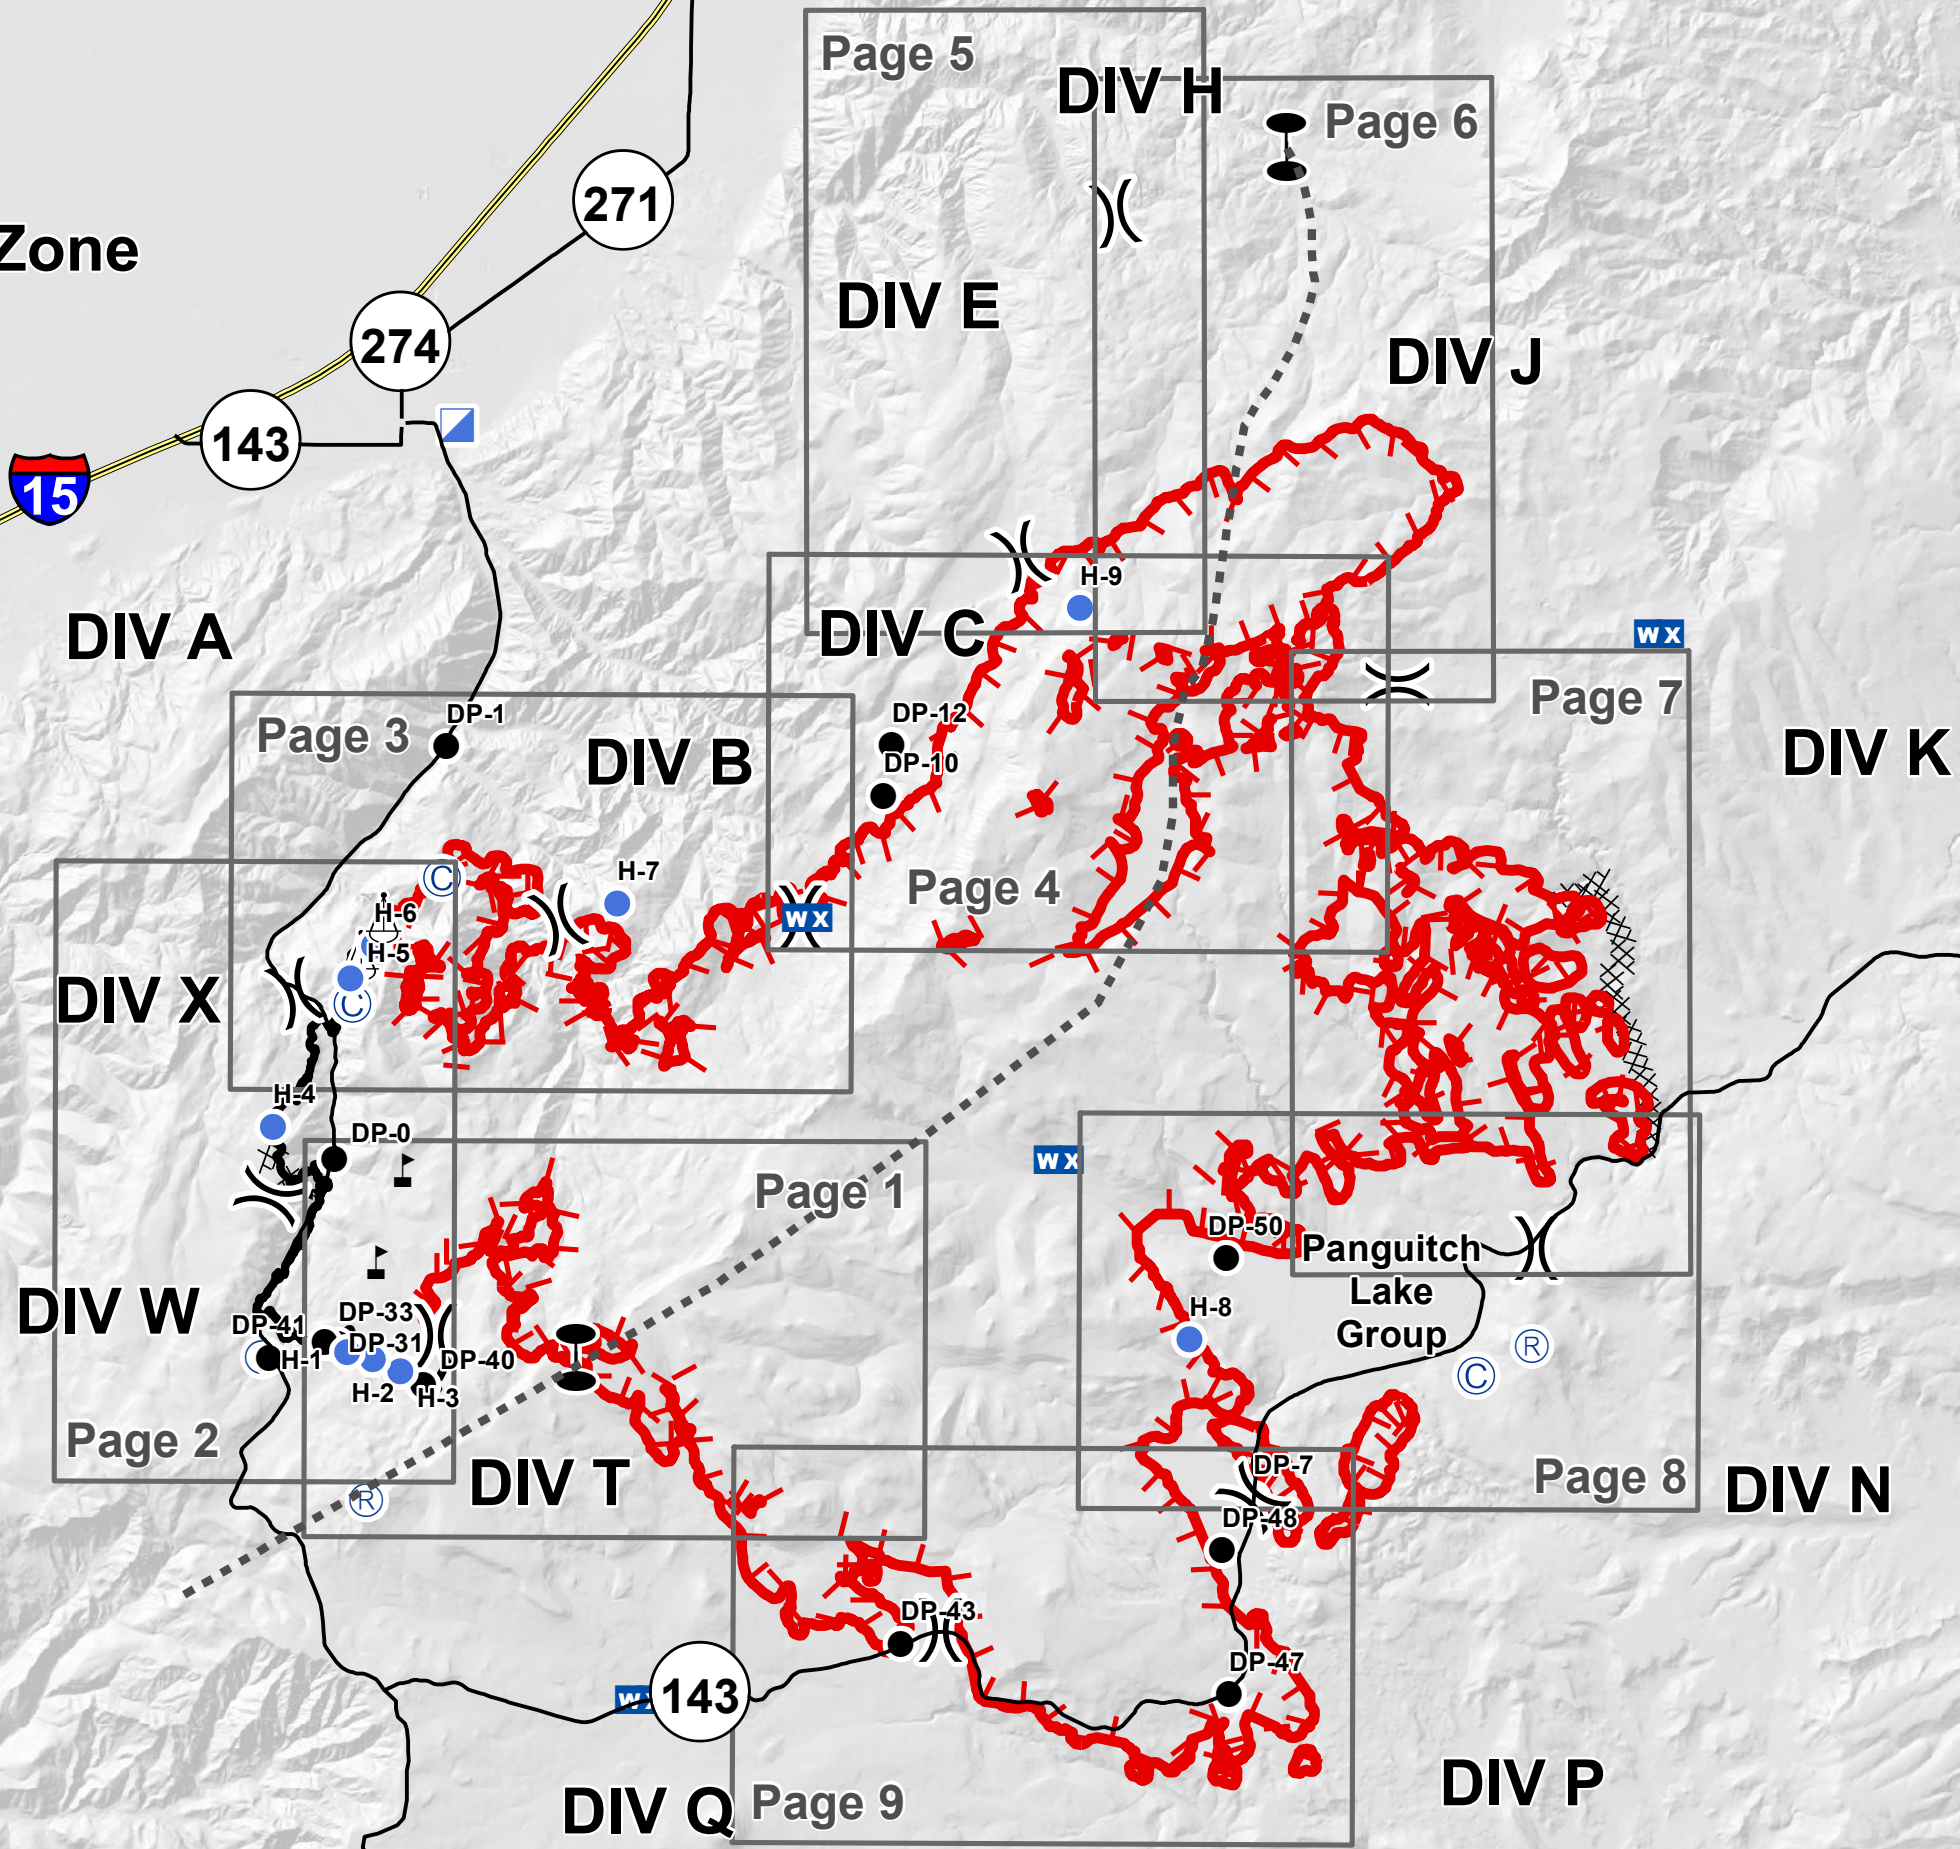 Page 5
DIV H
Page 6
271
Zone
DIV E
274
DIV J
143
15
H-9
DIV A
DIV C
WX
Page 7
DP-1
Page 3
DIV B
DP-12
DIV K
DP-10
H-7
C
Page 4
H-6
WX
H-5
DIV X
C
H-4
DP-0
WX
Page 1
DP-50
Panguitch
Lake
Group
DIV W
DP-41
DP-33
DP-31
H-1
DP-40
H-2
H-3
H-8
R
C
Page 2
DIV T
R
DP-7
Page 8
DIV N
DP-48
DP-43
DP-47
WX
143
DIV P
DIV Q
Page 9